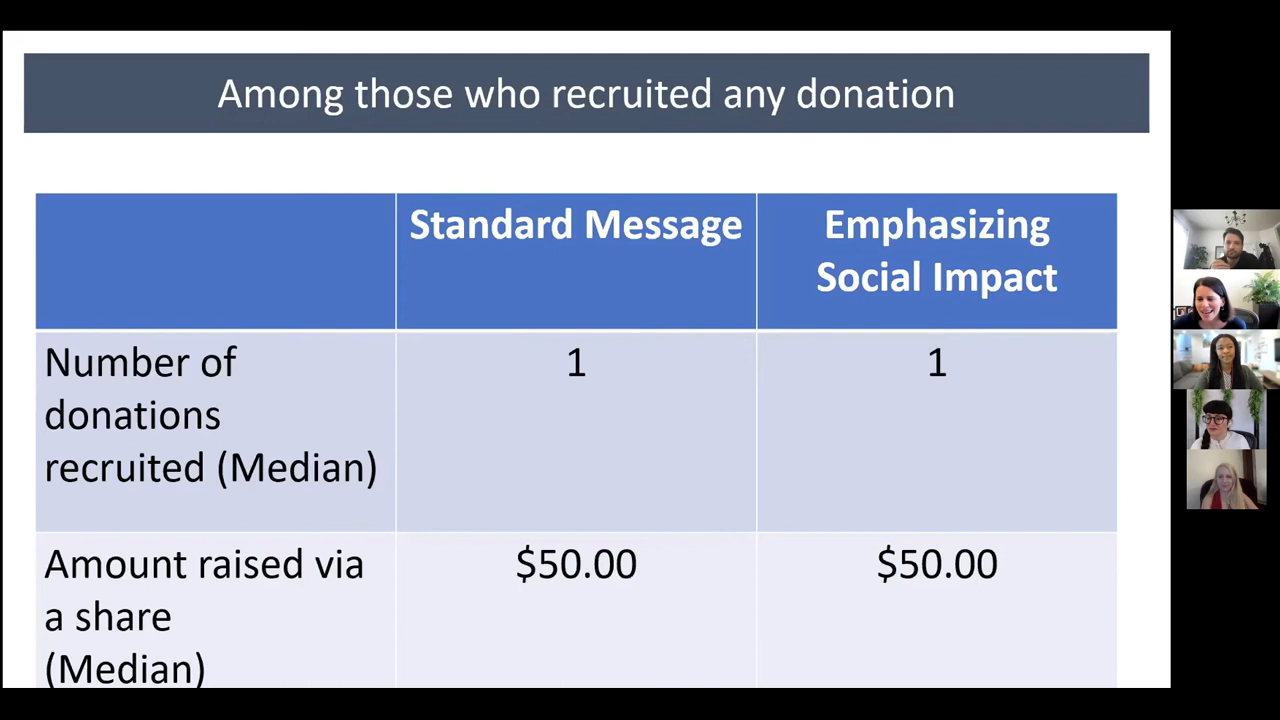 Among those who recruited any donation
Standard Message
Emphasizing
Social Impact
Number of
donations
recruited (Median)
1
1
Amount raised via
a share
(Median)
$50.00
$50.00